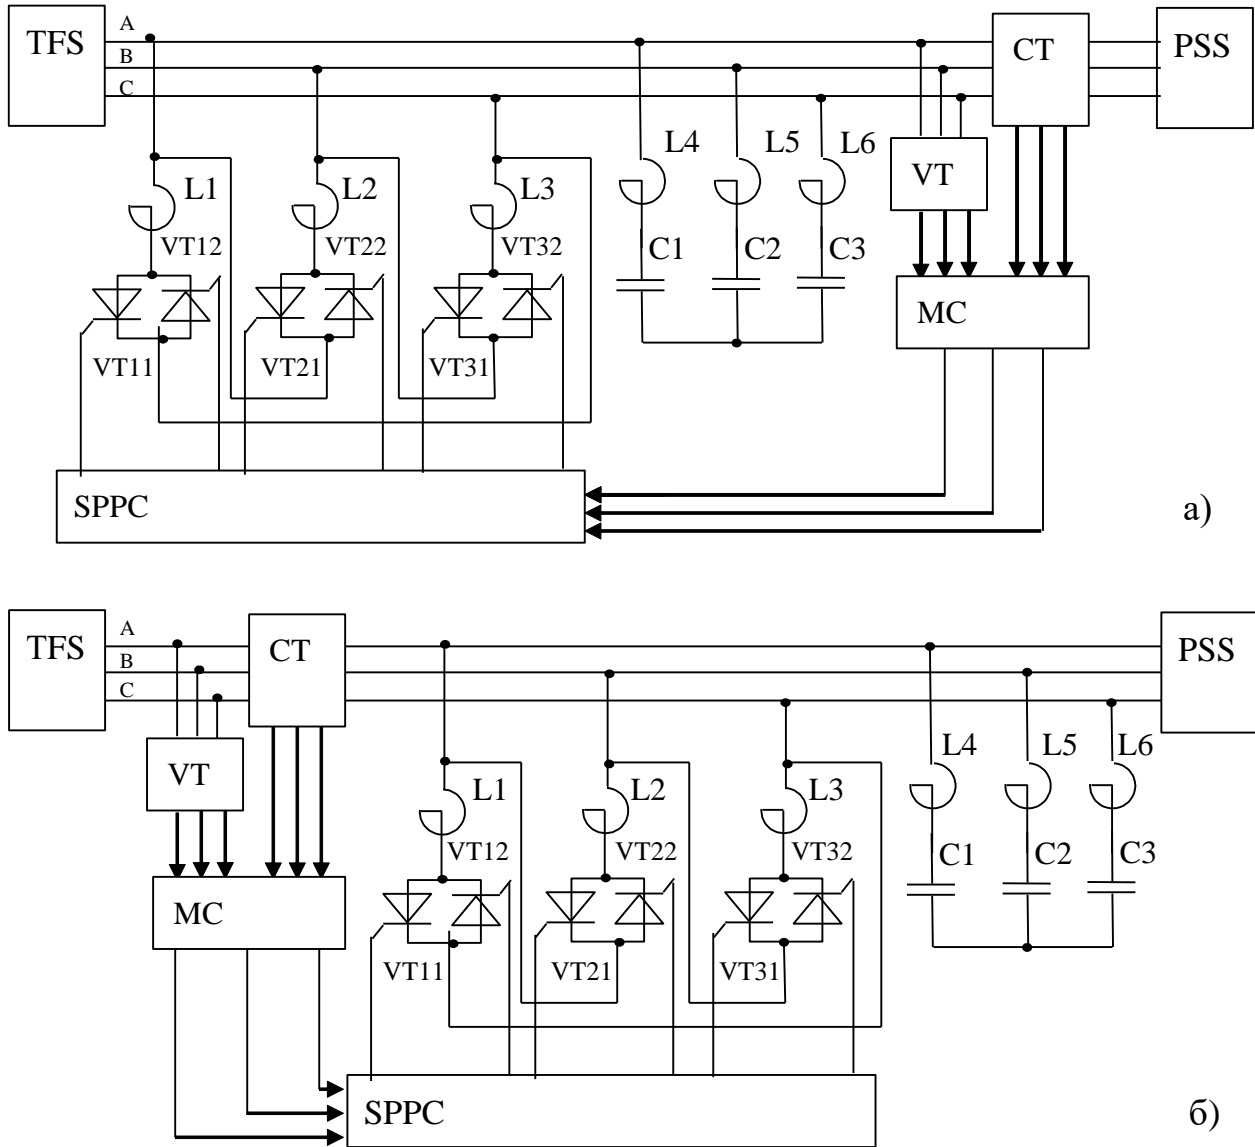 TFS
A
B
C
CT
PSS
L4
L5
L6
VT
L1
L2
L3
VT12
VT22
VT32
C1
C2
C3
MC
VT11
VT21
VT31
SPPC
а)
TFS
A
B
C
CT
PSS
VT
L4
L5
L6
L1
L2
L3
VT12
VT22
VT32
C1
C2
C3
MC
VT11
VT21
VT31
SPPC
б)